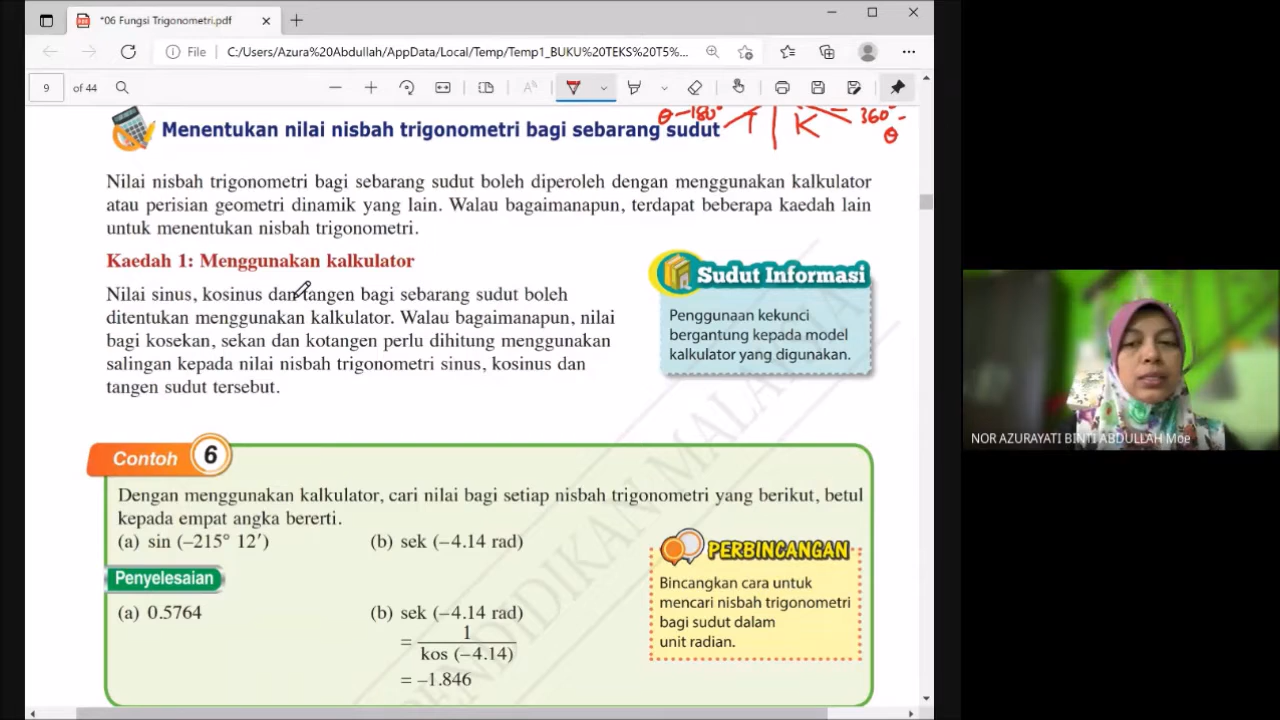 *06 Fungsi Trigonometri.pdf
File
C:/Users/Azura%20Abdullah/AppData/Local/Temp/Temp1_BUKU%20TEKS%20T5%...
9 of 44
θ-180° T K 360°-
θ
Menentukan nilai nisbah trigonometri bagi sebarang sudut
Nilai nisbah trigonometri bagi sebarang sudut boleh diperoleh dengan menggunakan kalkulator
atau perisian geometri dinamik yang lain. Walau bagaimanapun, terdapat beberapa kaedah lain
untuk menentukan nisbah trigonometri.
Kaedah 1: Menggunakan kalkulator
Nilai sinus, kosinus dan tangen bagi sebarang sudut boleh
ditentukan menggunakan kalkulator. Walau bagaimanapun, nilai
bagi kosekan, sekan dan kotangen perlu dihitung menggunakan
salingan kepada nilai nisbah trigonometri sinus, kosinus dan
tangen sudut tersebut.
Sudut Informasi
Penggunaan kekunci
bergantung kepada model
kalkulator yang digunakan.
Contoh 6
Dengan menggunakan kalkulator, cari nilai bagi setiap nisbah trigonometri yang berikut, betul
kepada empat angka bererti.
(a) sin (–215° 12′) (b) sek (–4.14 rad)
Penyelesaian
(a) 0.5764 (b) sek (–4.14 rad)
= 1
kos (–4.14)
= –1.846
PERBINCANGAN
Bincangkan cara untuk
mencari nisbah trigonometri
bagi sudut dalam
unit radian.
PENDIDIKAN MALAYSIA
NOR AZURAYATI BINTI ABDULLAH Moe